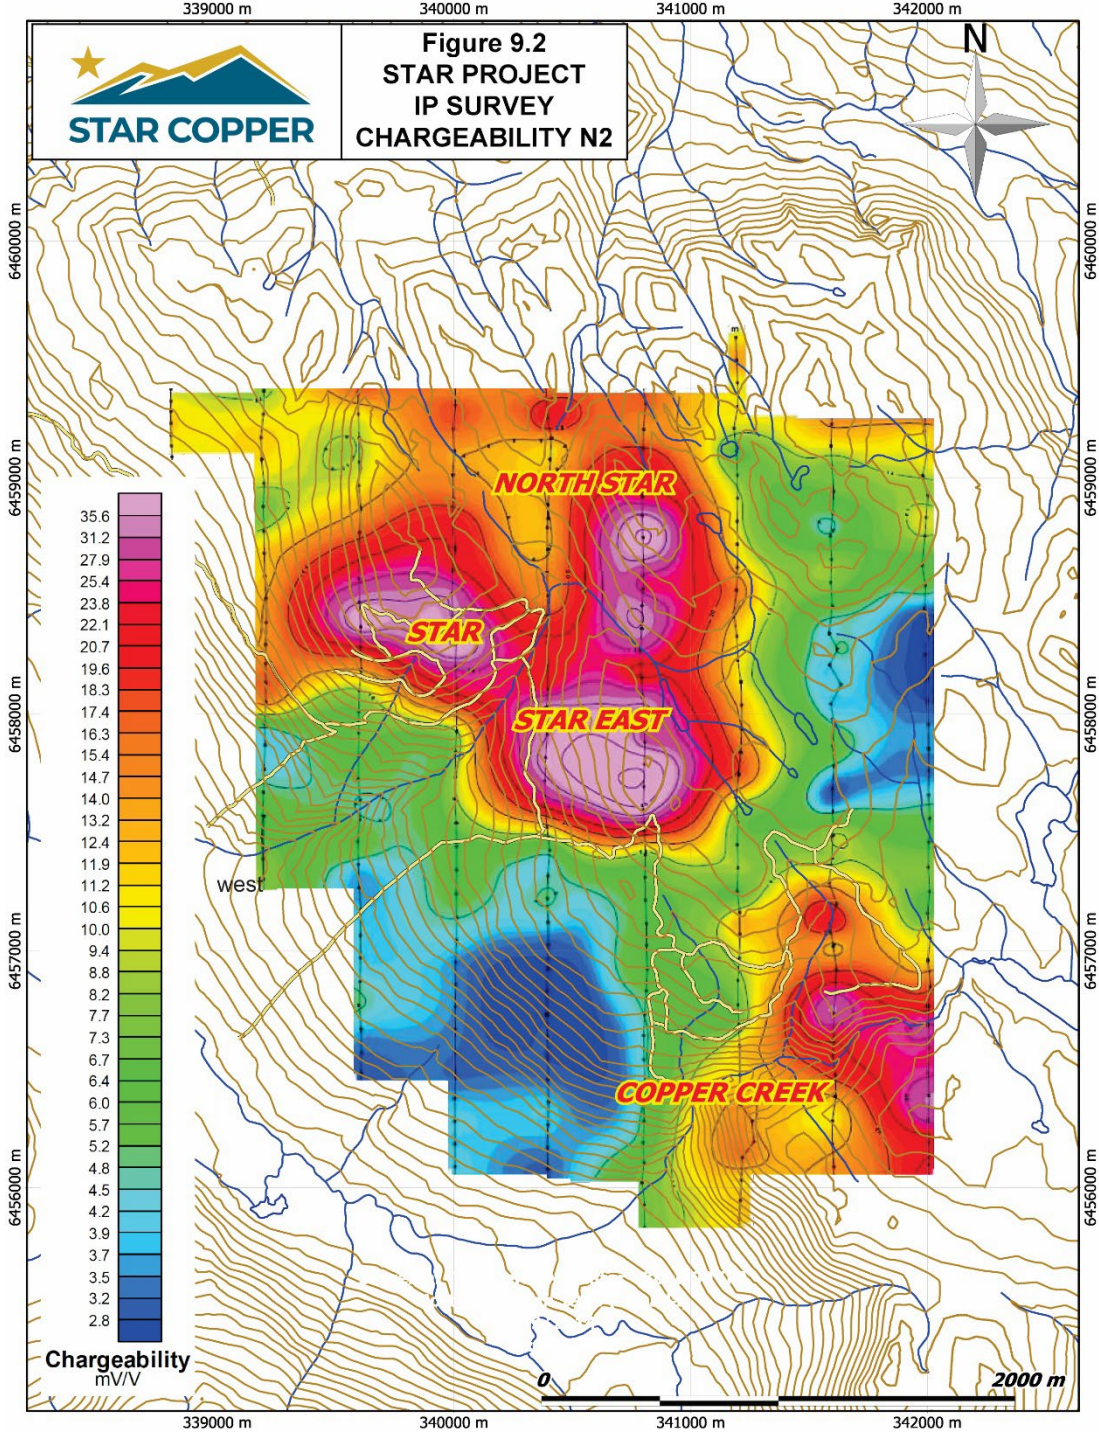 339000 m
340000 m
341000 m
342000 m
STAR COPPER
Figure 9.2
STAR PROJECT
IP SURVEY
CHARGEABILITY N2
N
6460000 m
6460000 m
m
NORTH STAR
6459000 m
6459000 m
STAR
STAR EAST
6458000 m
6458000 m
west
6457000 m
6457000 m
COPPER CREEK
6456000 m
6456000 m
35.6
31.2
27.9
25.4
23.8
22.1
20.7
19.6
18.3
17.4
16.3
15.4
14.7
14.0
13.2
12.4
11.9
11.2
10.6
10.0
9.4
8.8
8.2
7.7
7.3
6.7
6.4
6.0
5.7
5.2
4.8
4.5
4.2
3.9
3.7
3.5
3.2
2.8
Chargeability
mV/V
0
2000 m
339000 m
340000 m
341000 m
342000 m